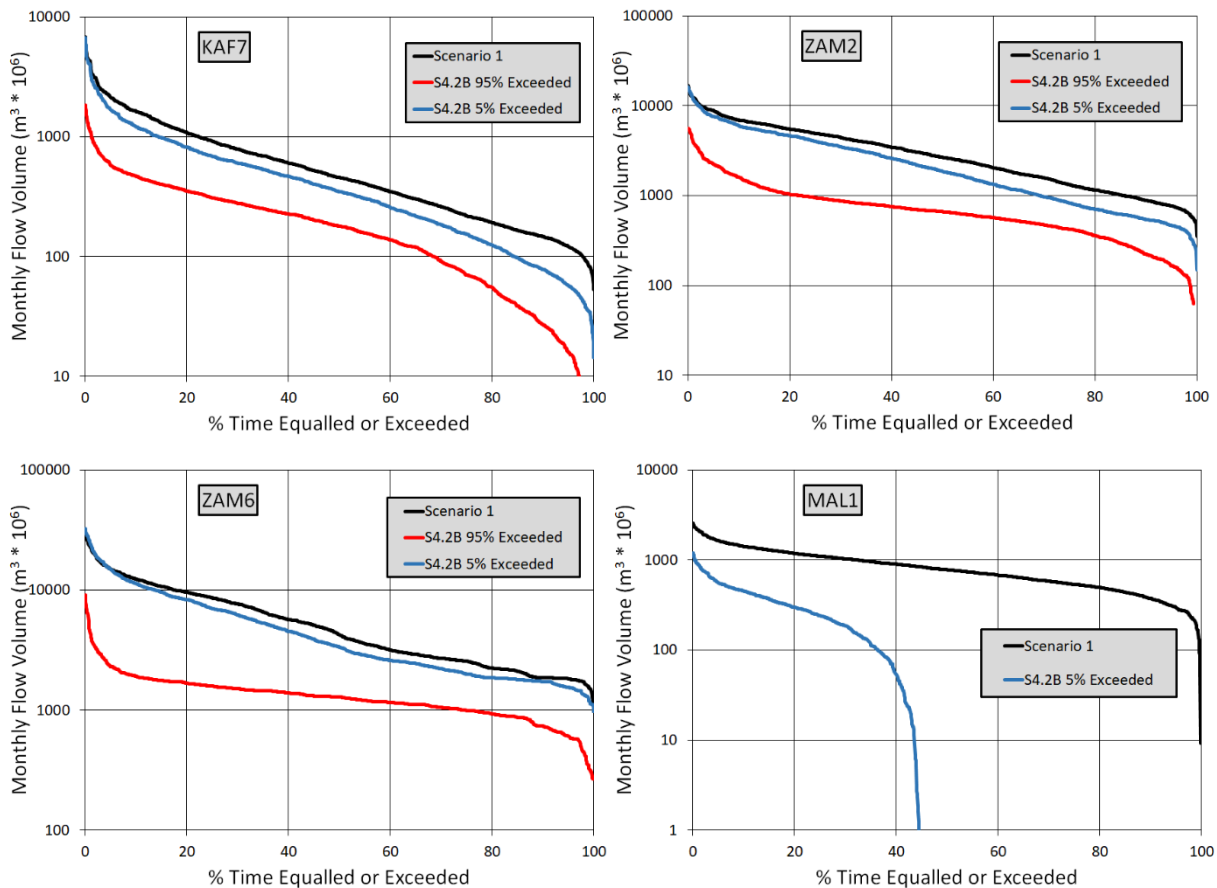 KAF7
10000
1000
100
10
Monthly Flow Volume (m³ * 10⁶)
Scenario 1
S4.2B 95% Exceeded
S4.2B 5% Exceeded
0 20 40 60 80 100
% Time Equalled or Exceeded
ZAM2
100000
10000
1000
100
10
Monthly Flow Volume (m³ * 10⁶)
Scenario 1
S4.2B 95% Exceeded
S4.2B 5% Exceeded
0 20 40 60 80 100
% Time Equalled or Exceeded
ZAM6
100000
10000
1000
100
Monthly Flow Volume (m³ * 10⁶)
Scenario 1
S4.2B 95% Exceeded
S4.2B 5% Exceeded
0 20 40 60 80 100
% Time Equalled or Exceeded
MAL1
10000
1000
100
10
1
Monthly Flow Volume (m³ * 10⁶)
Scenario 1
S4.2B 5% Exceeded
0 20 40 60 80 100
% Time Equalled or Exceeded